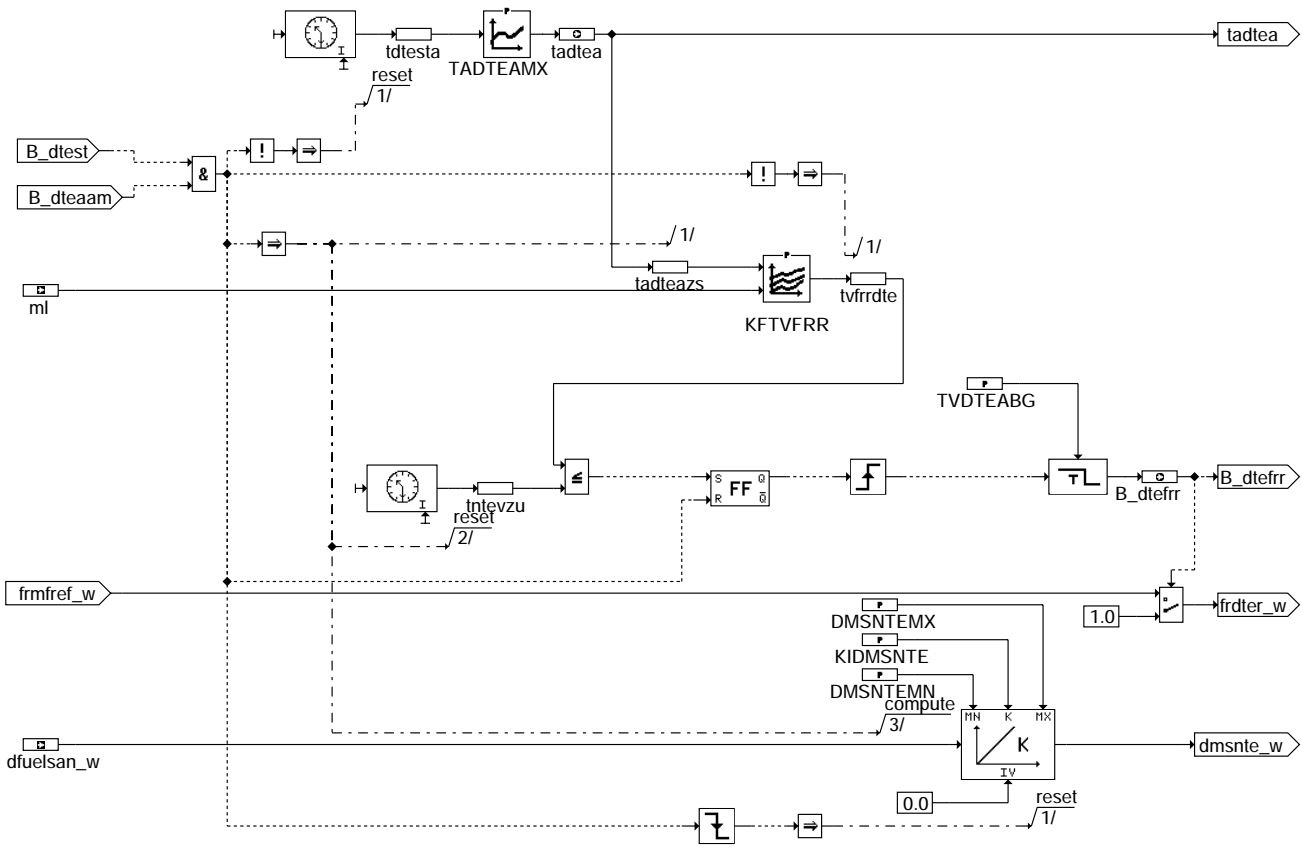 P
I
tdtesta
TADTEAMX
tadtea
tadtea
reset
1/
B_dtest
!
⇒
&
B_dteaam
!
⇒
⇒
1/
1/
P
tadteazs
ml
tvfrrdte
KFTVFRR
P
TVDTEABG
I
tntevzu
≤
S Q
FF
R Q̅
T
B_dtefrr
B_dtefrr
reset
2/
frmfref_w
P
DMSNTEMX
1.0
frdter_w
P
KIDMSNTE
P
DMSNTEMN
compute
3/
MN K MX
K
IV
dfuelsan_w
dmsnte_w
0.0
reset
1/
⇒